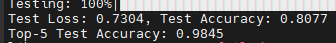 Testing: 100%|
Test Loss: 0.7304, Test Accuracy: 0.8077
Top-5 Test Accuracy: 0.9845